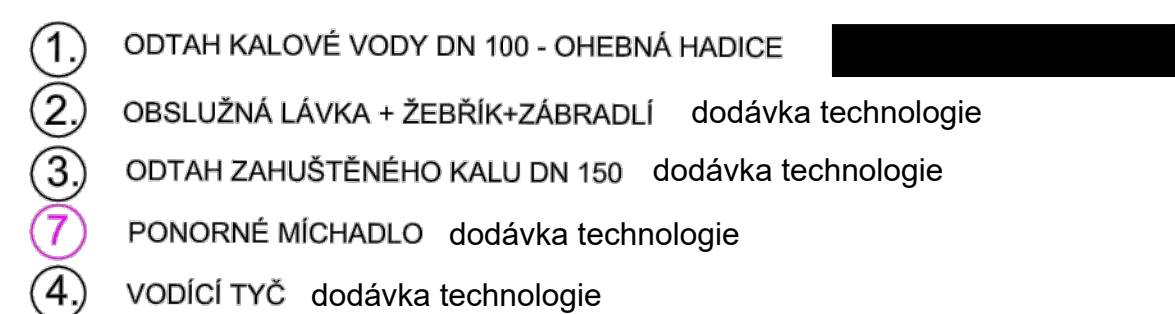 1. ODTAH KALOVÉ VODY DN 100 - OHEBNÁ HADICE
2. OBSLUŽNÁ LÁVKA + ŽEBŘÍK+ZÁBRADLÍ dodávka technologie
3. ODTAH ZAHUŠTĚNÉHO KALU DN 150 dodávka technologie
7 PONORNÉ MÍCHADLO dodávka technologie
4. VODÍCÍ TYČ dodávka technologie